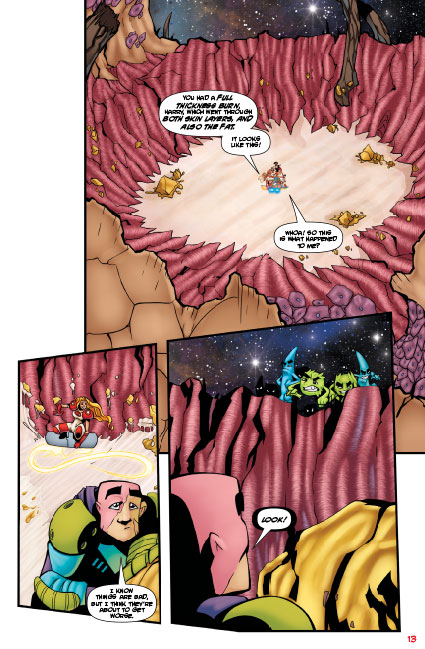 YOU HAD A FULL
THICKNESS BURN,
HARRY, WHICH WENT THROUGH
BOTH SKIN LAYERS, AND
ALSO THE FAT.
IT LOOKS
LIKE THIS!
WHOA! SO THIS
IS WHAT HAPPENED
TO ME?
I KNOW
THINGS ARE BAD,
BUT I THINK THEY'RE
ABOUT TO GET
WORSE.
LOOK!
13